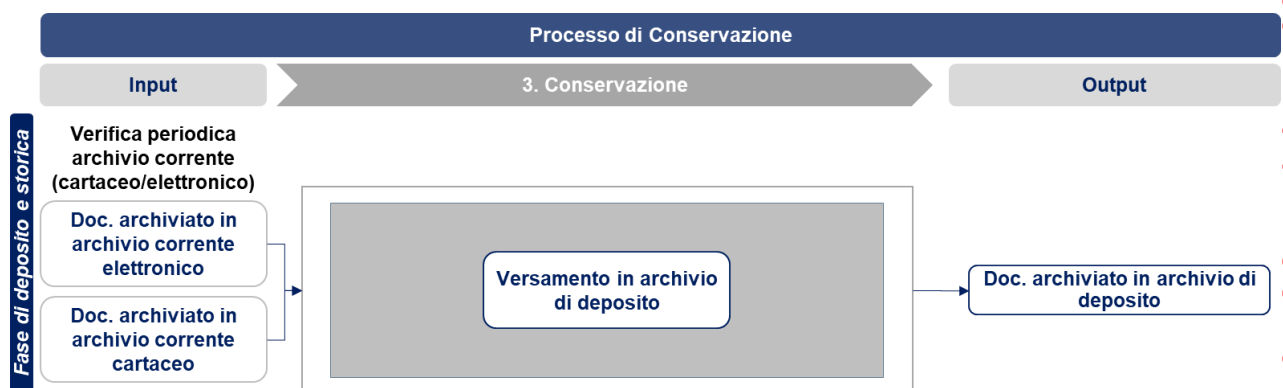 Processo di Conservazione
Input
3. Conservazione
Output
Fase di deposito e storica
Verifica periodica
archivio corrente
(cartaceo/elettronico)
Doc. archiviato in
archivio corrente
elettronico
Doc. archiviato in
archivio corrente
cartaceo
Versamento in archivio
di deposito
Doc. archiviato in archivio di
deposito